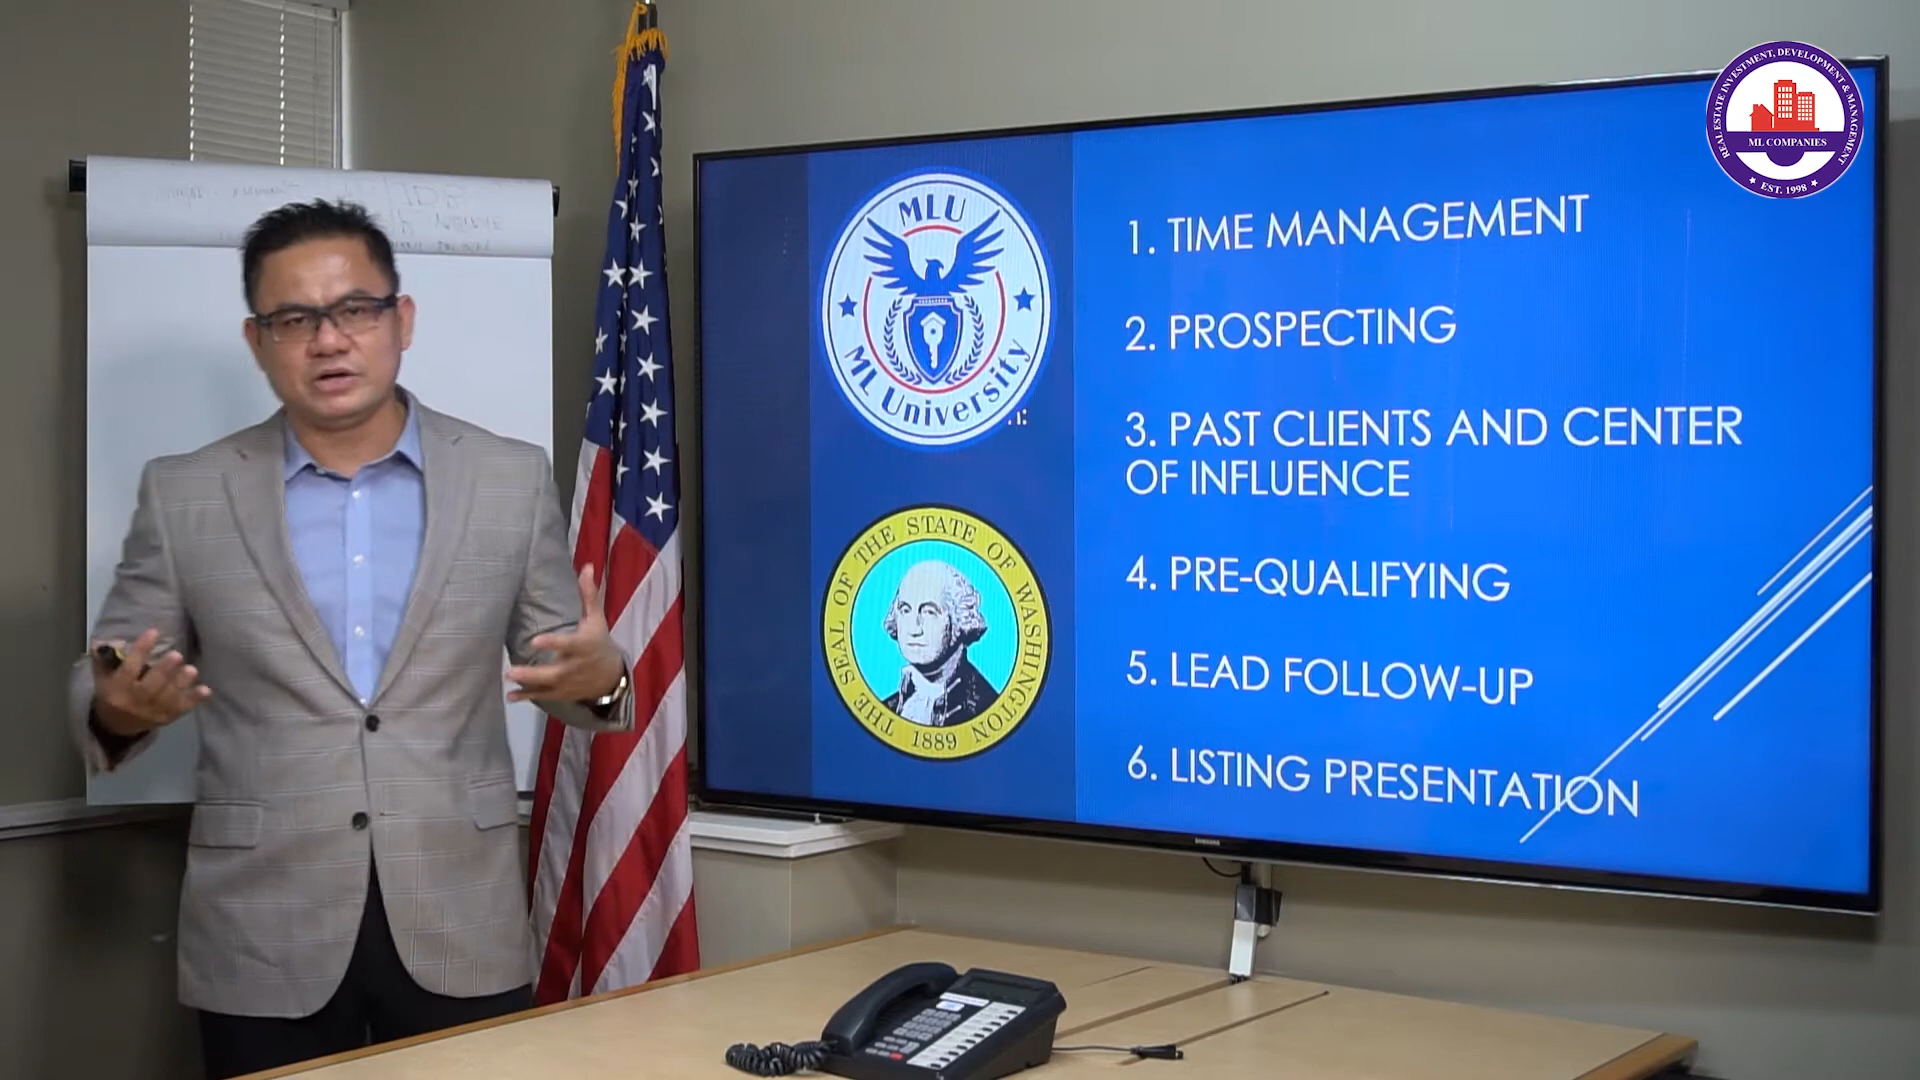 REAL ESTATE INVESTMENT, DEVELOPMENT & MANAGEMENT
ML COMPANIES
EST. 1998
MLU
ML University
THE SEAL OF THE STATE OF WASHINGTON
1889
1. TIME MANAGEMENT
2. PROSPECTING
3. PAST CLIENTS AND CENTER
OF INFLUENCE
4. PRE-QUALIFYING
5. LEAD FOLLOW-UP
6. LISTING PRESENTATION
SAMSUNG